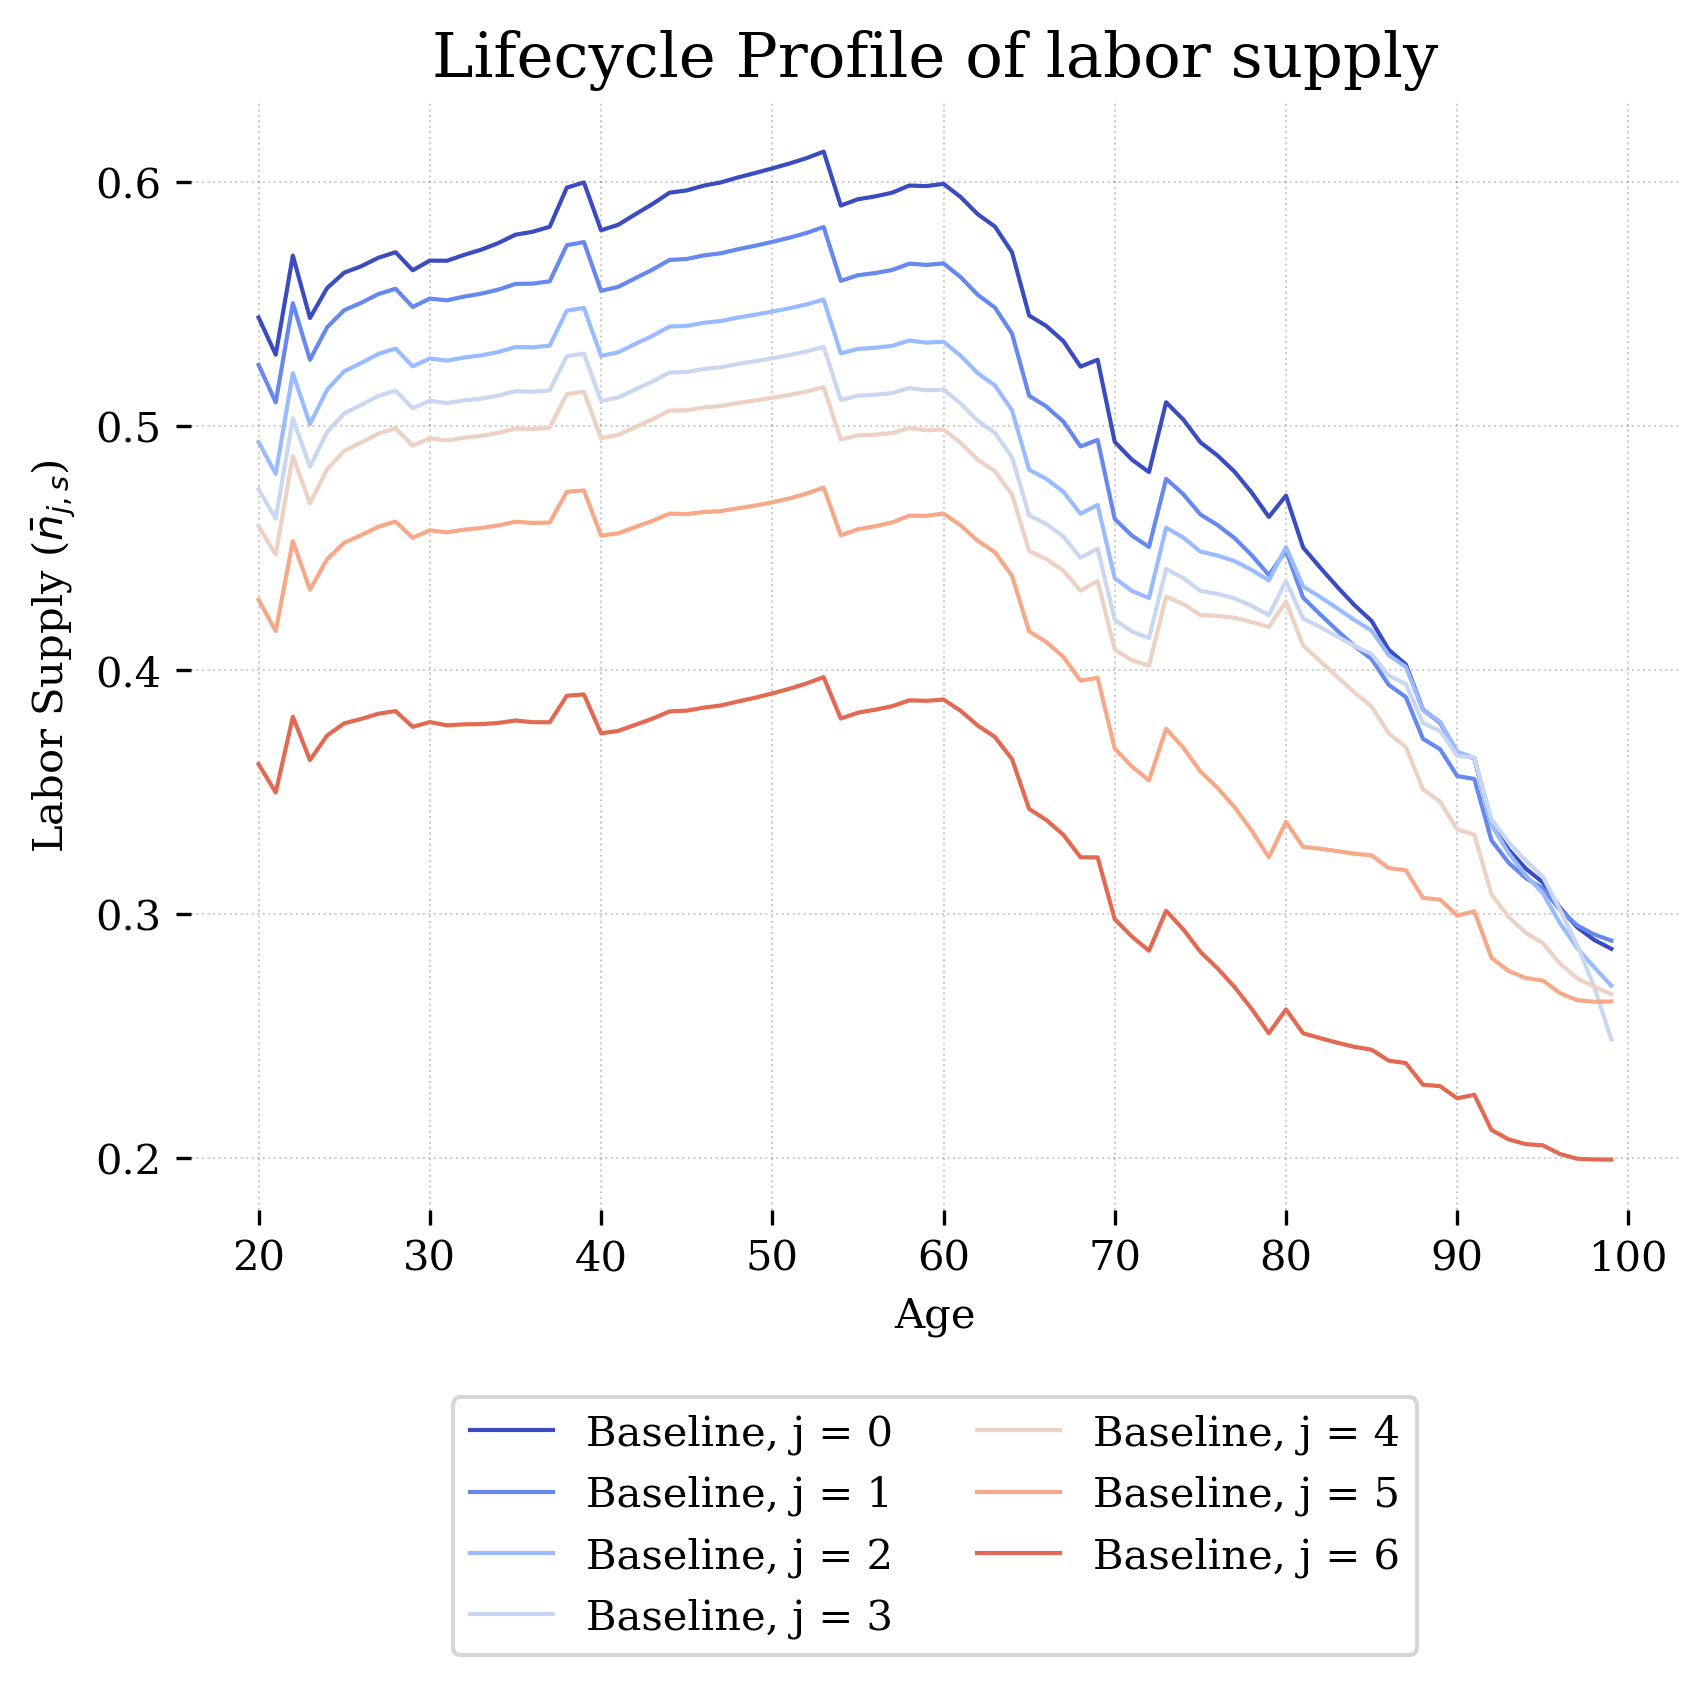 Lifecycle Profile of labor supply
Labor Supply ($\bar{n}_{j,s}$)
0.6
0.5
0.4
0.3
0.2
20 30 40 50 60 70 80 90 100
Age
Baseline, j = 0
Baseline, j = 1
Baseline, j = 2
Baseline, j = 3
Baseline, j = 4
Baseline, j = 5
Baseline, j = 6